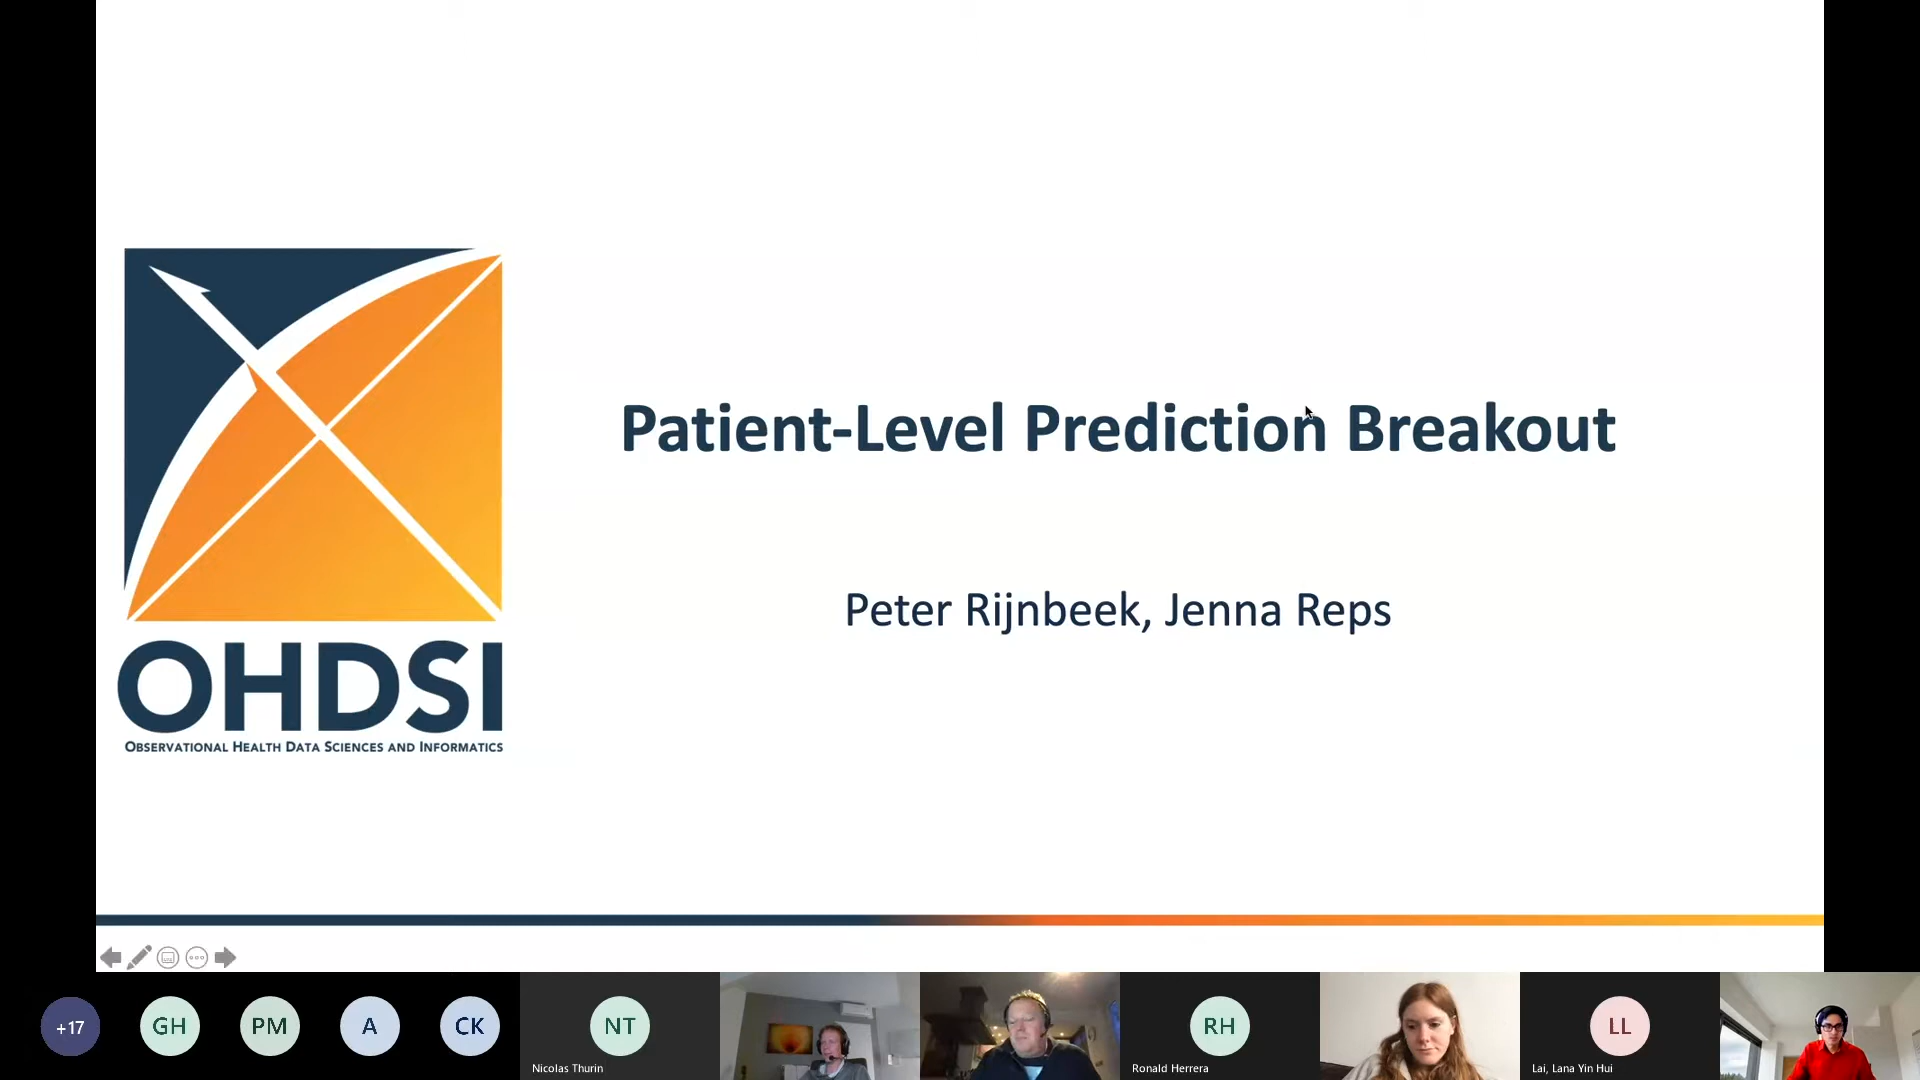 Patient-Level Prediction Breakout
Peter Rijnbeek, Jenna Reps
OHDSI
OBSERVATIONAL HEALTH DATA SCIENCES AND INFORMATICS
+17
GH
PM
A
CK
NT
Nicolas Thurin
RH
Ronald Herrera
LL
Lai, Lana Yin Hui